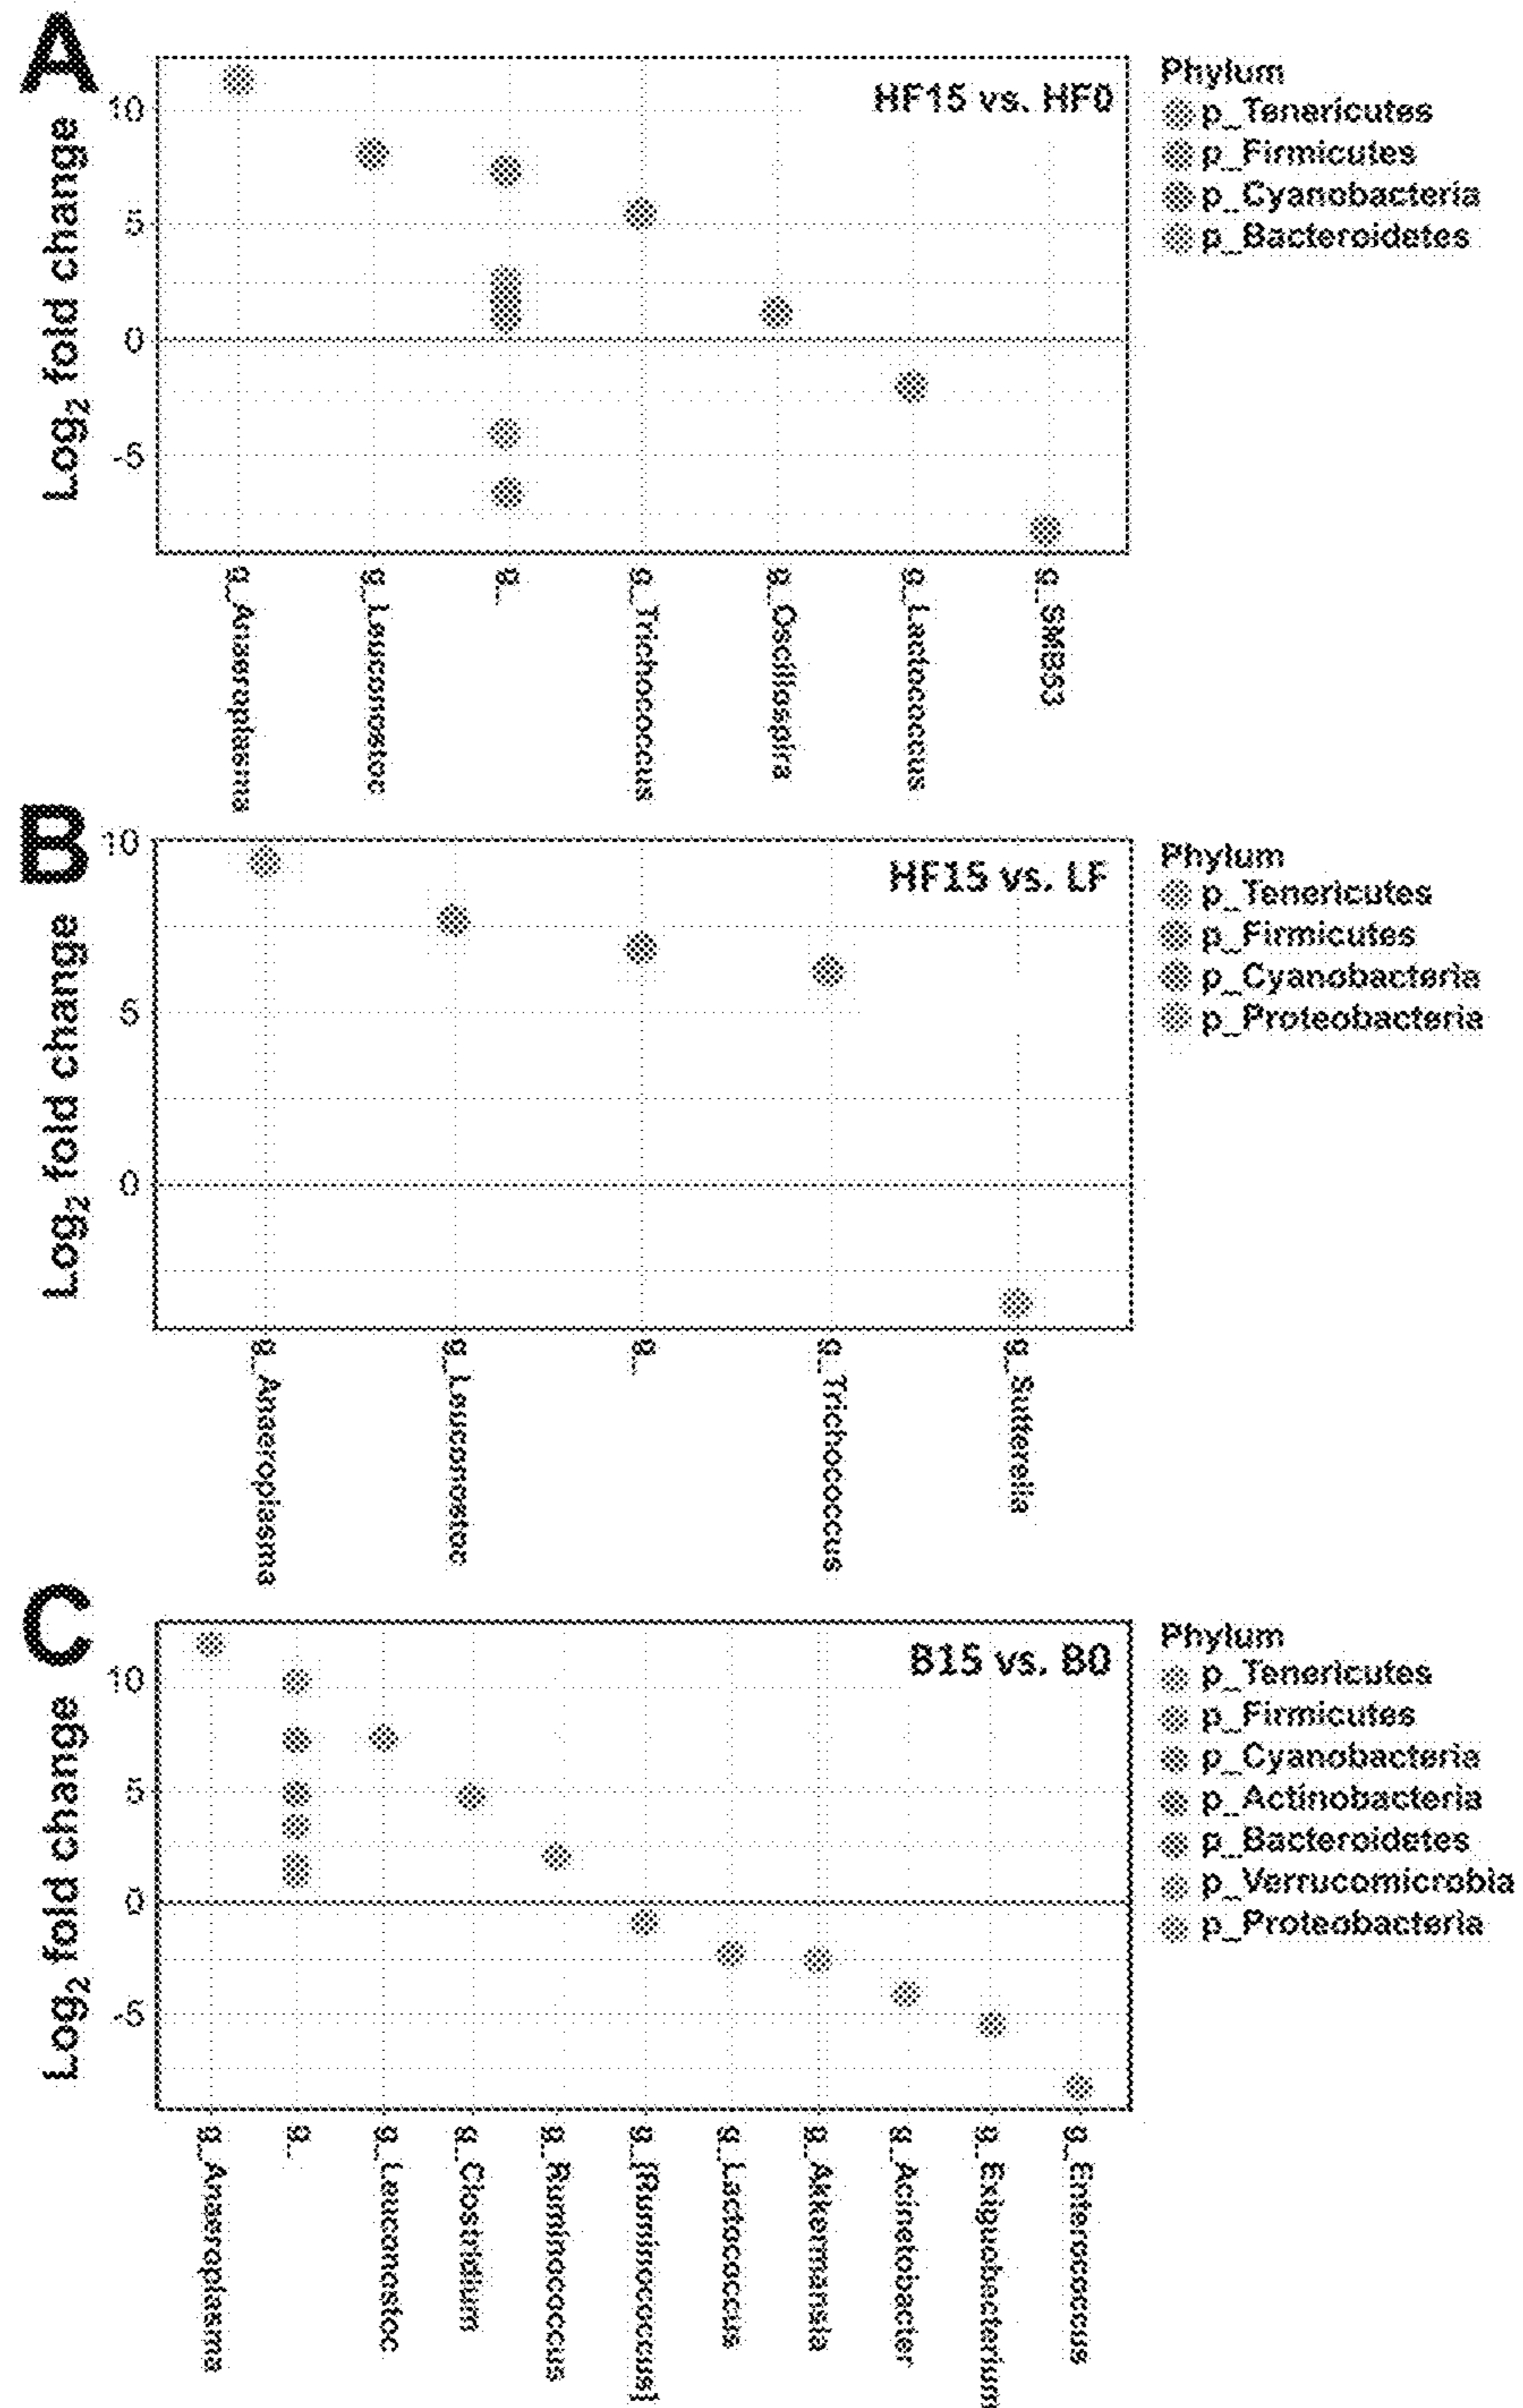 A
Log2 fold change
10
5
0
-5
HF15 vs. HF0
Phylum
p_Tenericutes
p_Firmicutes
p_Cyanobacteria
p_Bacteroidetes
g_Anaeroplasma
g_Leuconostoc
g_
g_Trichococcus
g_Oscillospira
g_Lactococcus
g_SMB53
B
Log2 fold change
10
5
0
HF15 vs. LF
Phylum
p_Tenericutes
p_Firmicutes
p_Cyanobacteria
p_Proteobacteria
g_Anaeroplasma
g_Leuconostoc
g_
g_Trichococcus
g_Sutterella
C
Log2 fold change
10
5
0
-5
B15 vs. B0
Phylum
p_Tenericutes
p_Firmicutes
p_Cyanobacteria
p_Actinobacteria
p_Bacteroidetes
p_Verrucomicrobia
p_Proteobacteria
g_Anaeroplasma
g_
g_Leuconostoc
g_Clostridium
g_Ruminococcus
g_[Ruminococcus]
g_Lactococcus
g_Akkermansia
g_Acinetobacter
g_Exiguobacterium
g_Enterococcus